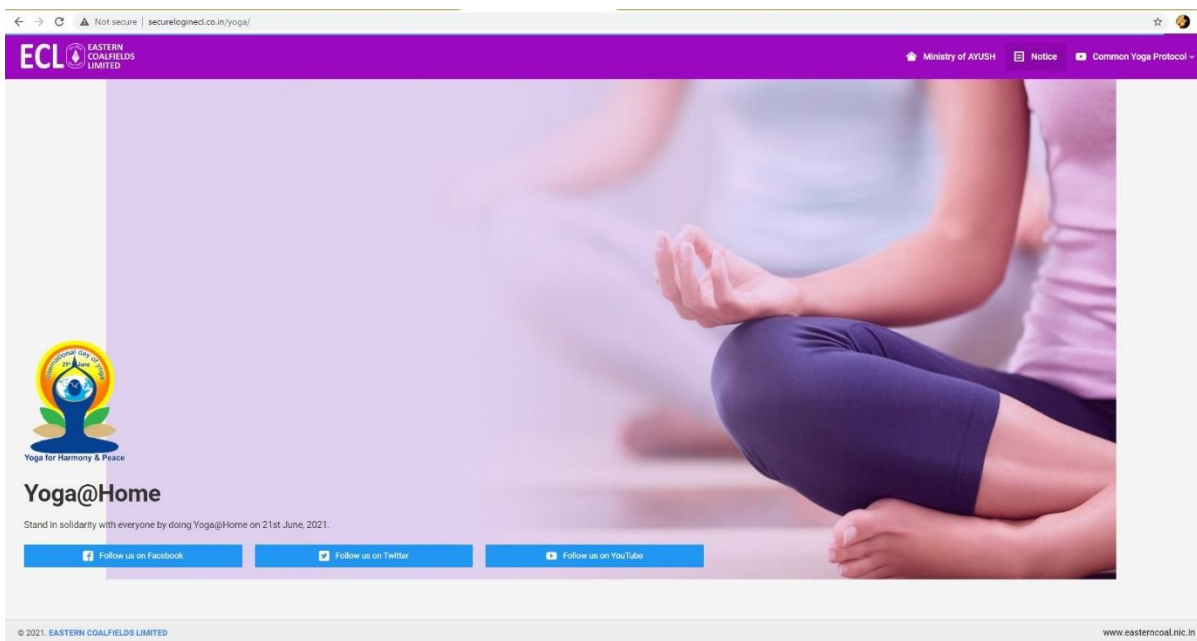 Not secure | secureloginecl.co.in/yoga/
ECL EASTERN COALFIELDS LIMITED
Ministry of AYUSH
Notice
Common Yoga Protocol
international day of yoga
21st June
Yoga for Harmony & Peace
Yoga@Home
Stand in solidarity with everyone by doing Yoga@Home on 21st June, 2021.
Follow us on Facebook
Follow us on Twitter
Follow us on YouTube
© 2021. EASTERN COALFIELDS LIMITED
www.easterncoal.nic.in